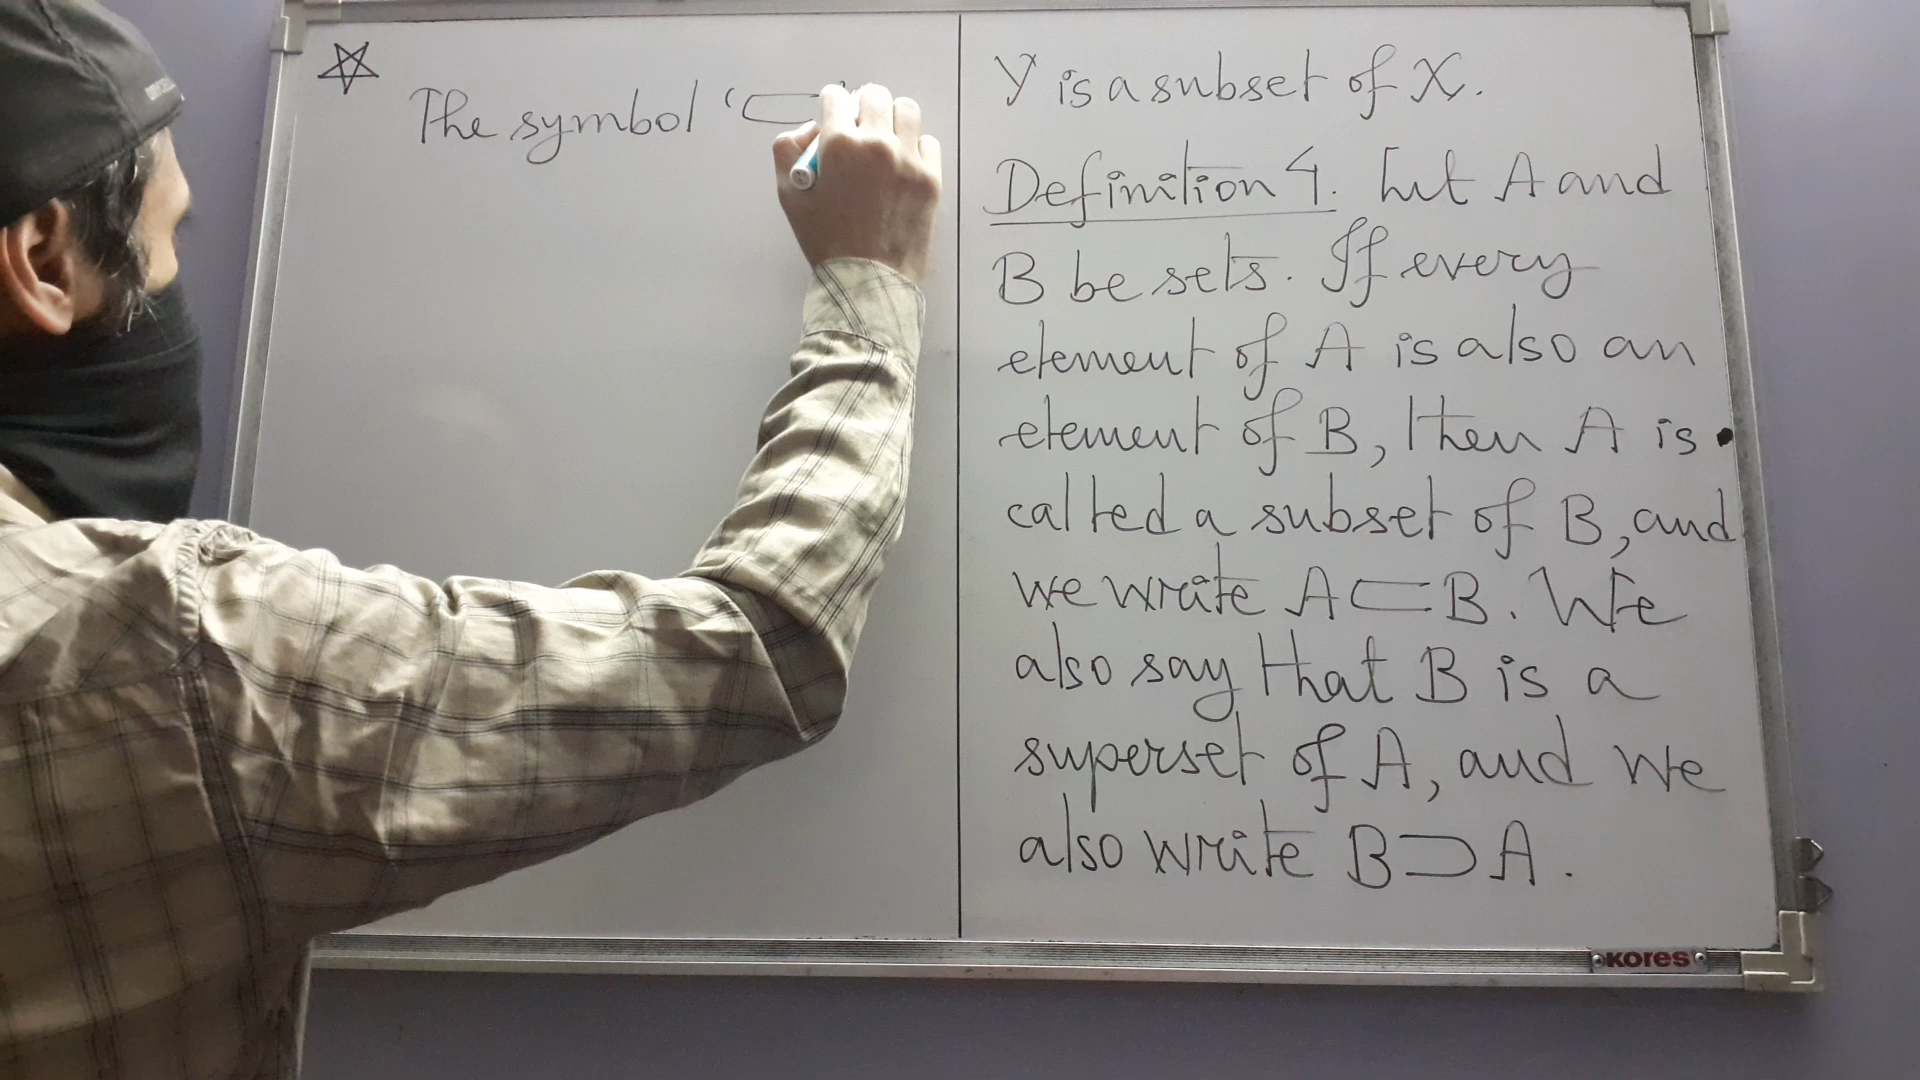 The symbol '⊂'
Y is a subset of X.
Definition 4. Let A and
B be sets. If every
element of A is also an
element of B, then A is
called a subset of B, and
we write A ⊂ B. We
also say that B is a
superset of A, and we
also write B ⊃ A.
KORES